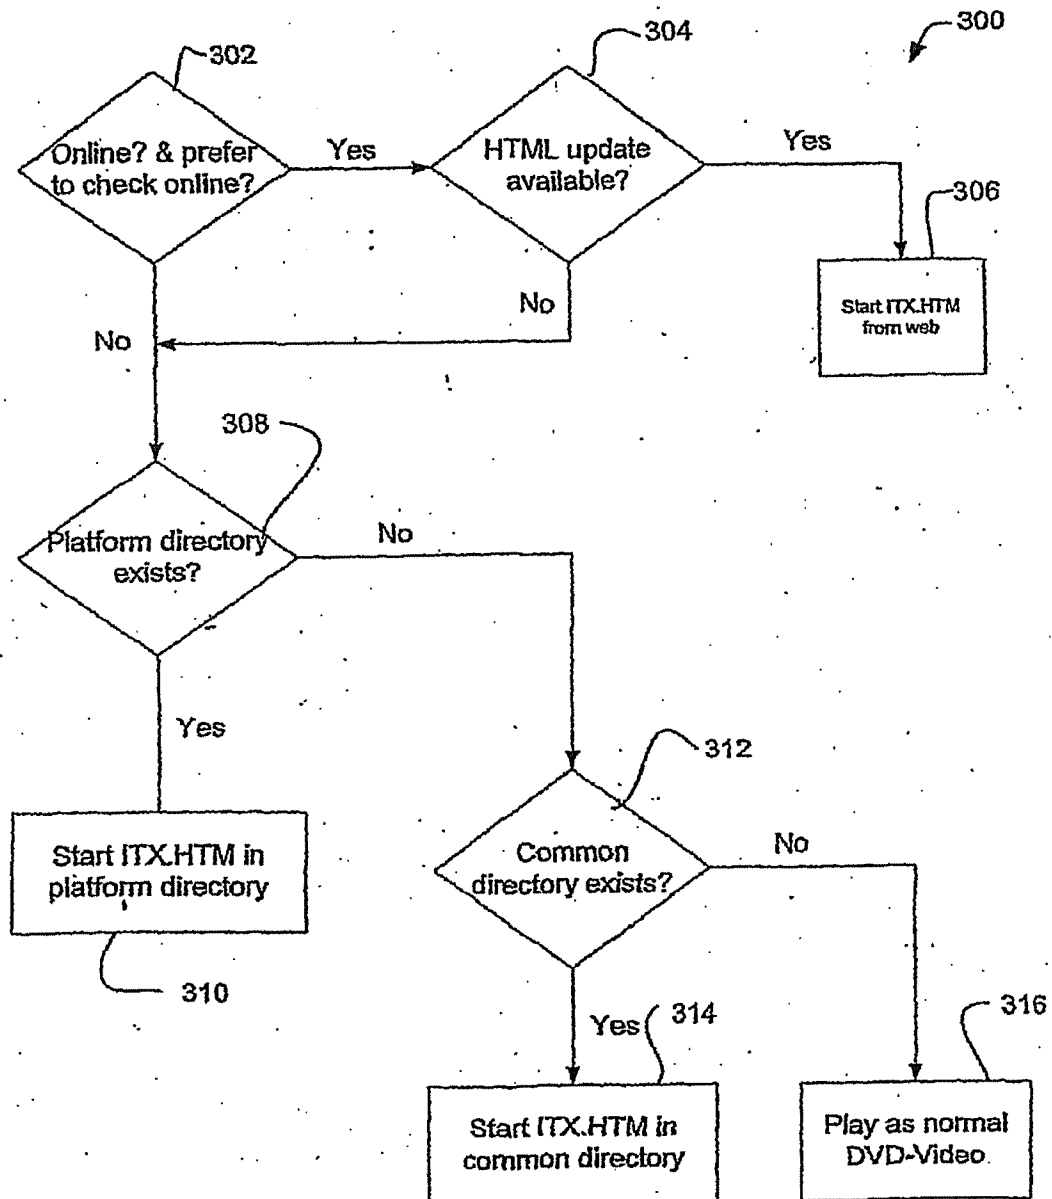 300
302
304
Online? & prefer
to check online?
Yes
HTML update
available?
Yes
306
Start ITX.HTM
from web
No
No
308
Platform directory
exists?
No
Yes
312
Start ITX.HTM in
platform directory
310
Common
directory exists?
No
Yes
314
316
Start ITX.HTM in
common directory
Play as normal
DVD-Video